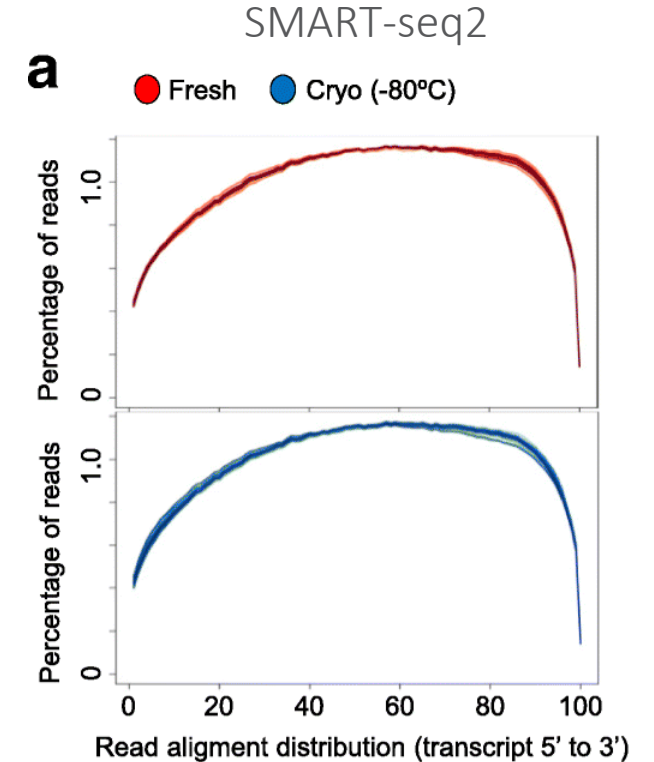 SMART-seq2
a
Fresh Cryo (-80ºC)
Percentage of reads
1.0
0
Percentage of reads
1.0
0
0 20 40 60 80 100
Read aligment distribution (transcript 5’ to 3’)